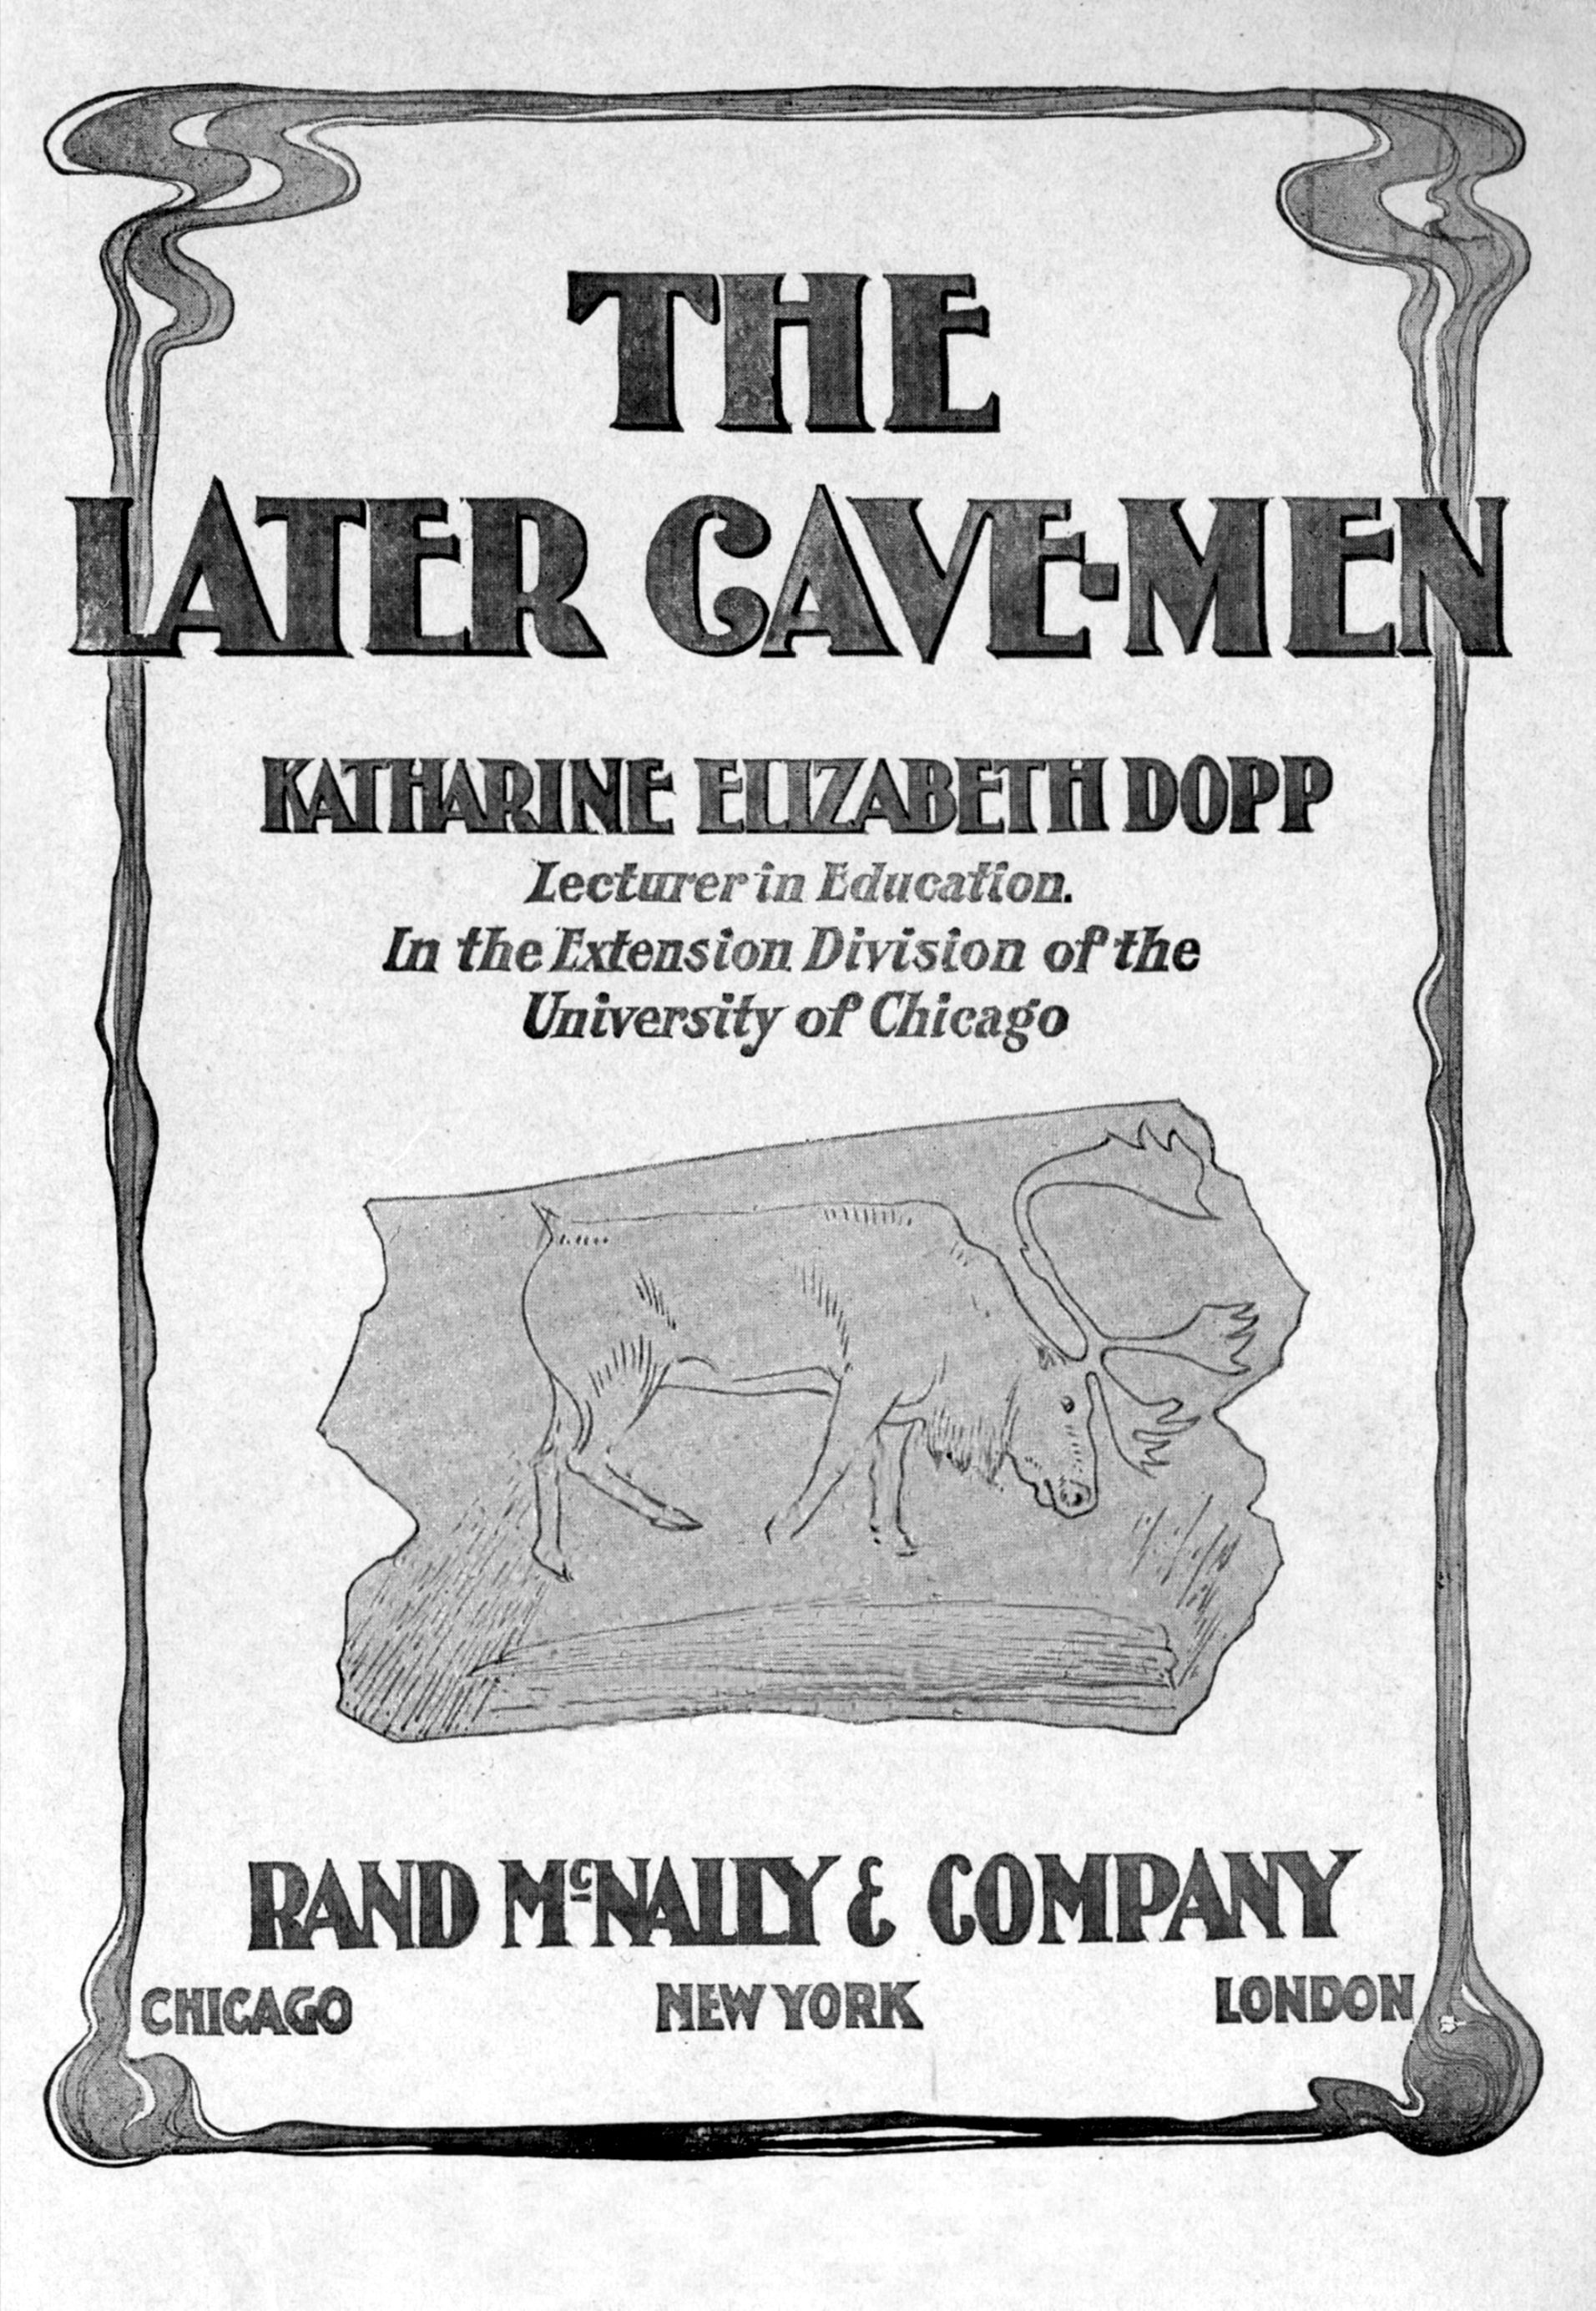 THE
LATER CAVE-MEN
KATHARINE ELIZABETH DOPP
Lecturer in Education.
In the Extension Division of the
University of Chicago
RAND McNALLY & COMPANY
CHICAGO NEW YORK LONDON